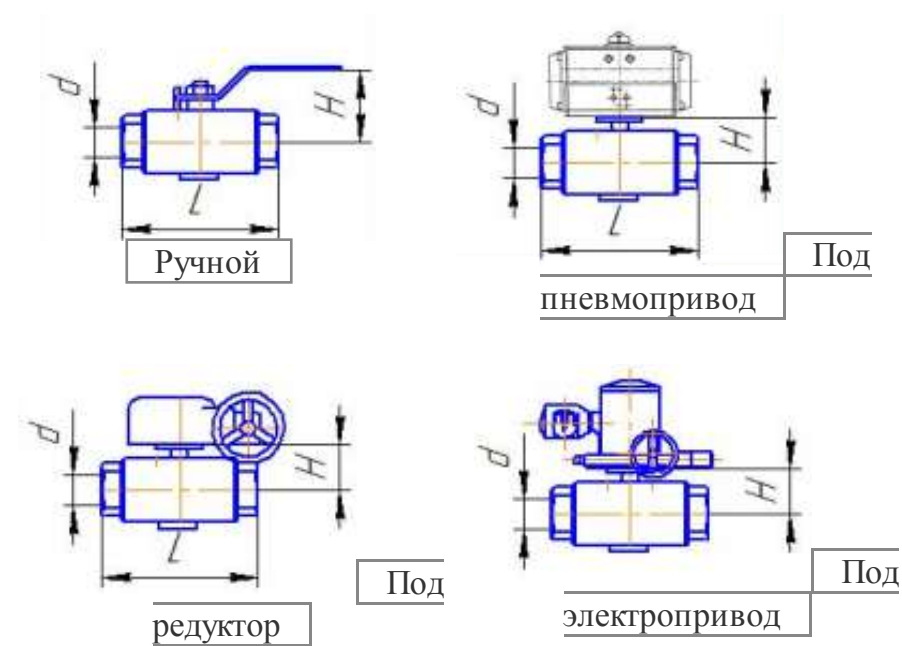 d
H
L
Ручной
d
H
L
Под
пневмопривод
d
H
L
Под
редуктор
d
H
Под
электропривод